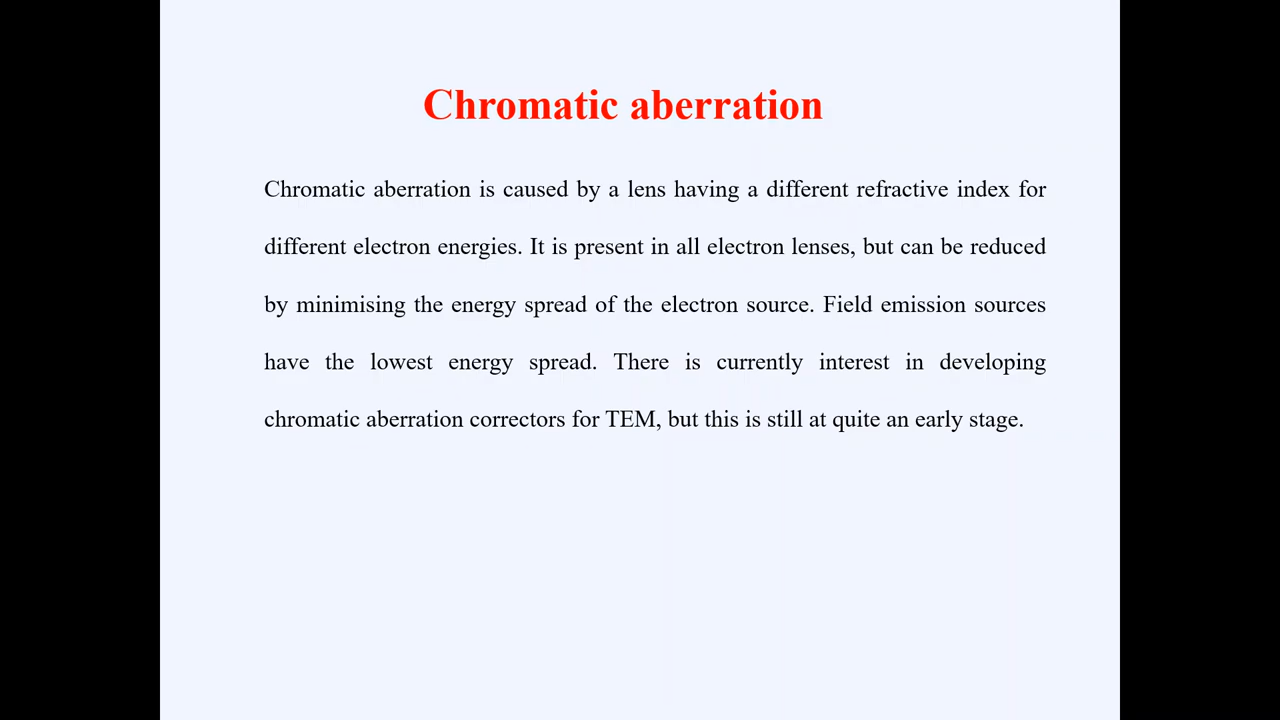 Chromatic aberration
Chromatic aberration is caused by a lens having a different refractive index for
different electron energies. It is present in all electron lenses, but can be reduced
by minimising the energy spread of the electron source. Field emission sources
have the lowest energy spread. There is currently interest in developing
chromatic aberration correctors for TEM, but this is still at quite an early stage.